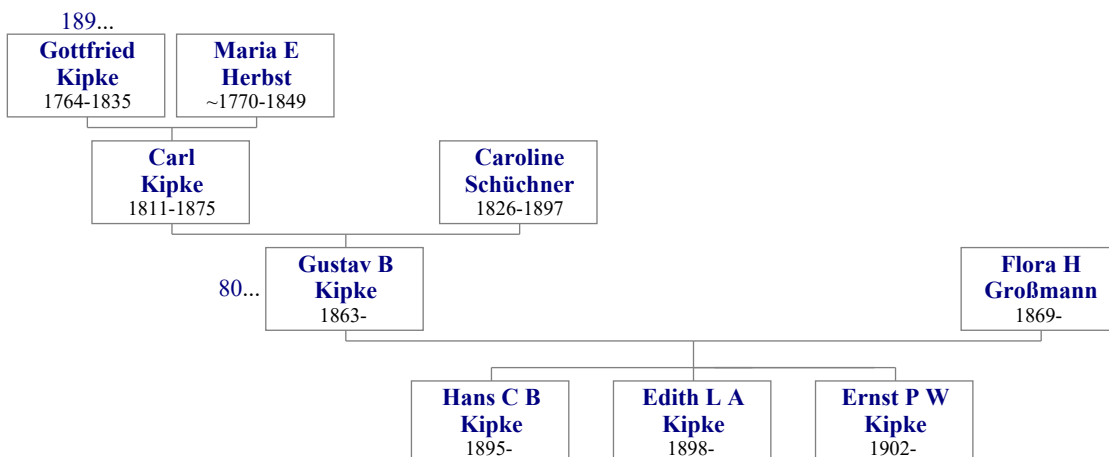 189...
Gottfried
Kipke
1764-1835
Maria E
Herbst
~1770-1849
Carl
Kipke
1811-1875
Caroline
Schüchner
1826-1897
80...
Gustav B
Kipke
1863-
Flora H
Großmann
1869-
Hans C B
Kipke
1895-
Edith L A
Kipke
1898-
Ernst P W
Kipke
1902-